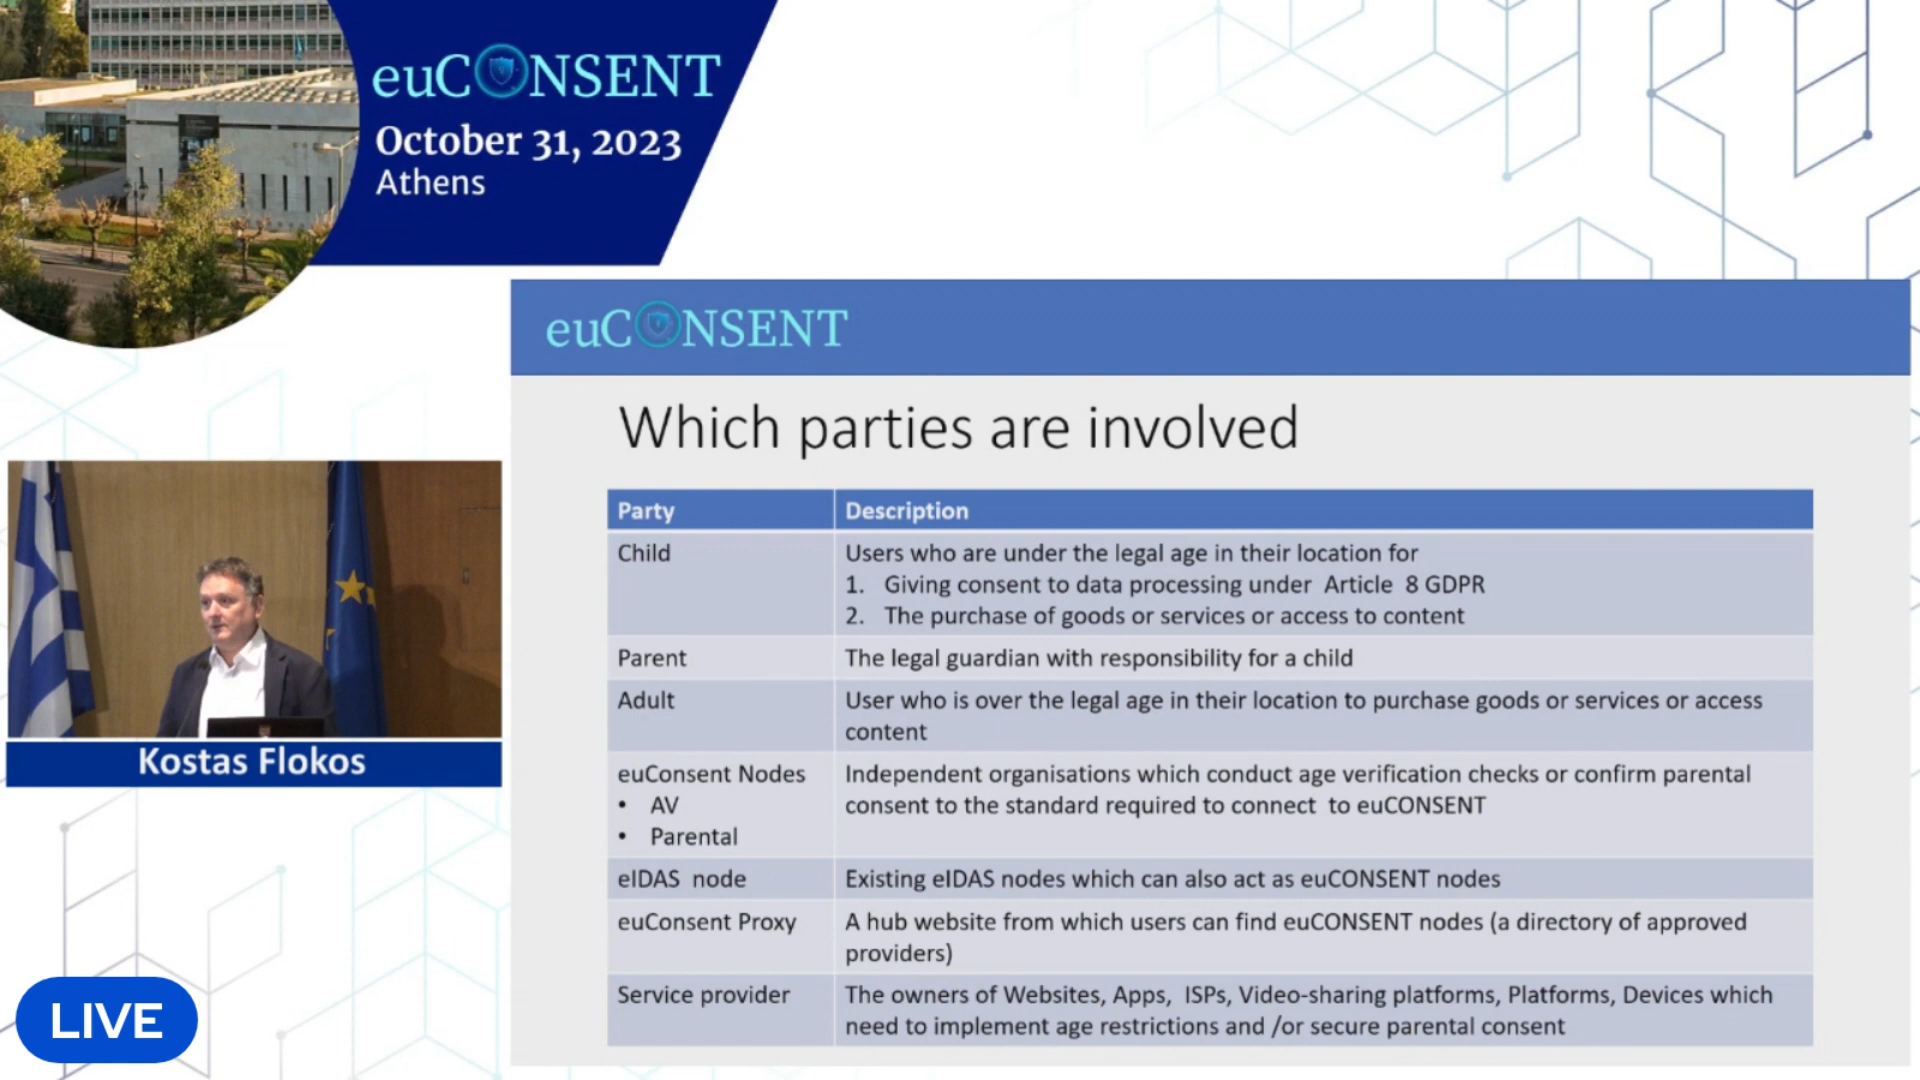 euCONSENT
October 31, 2023
Athens
euCONSENT
Which parties are involved
Party
Description
Child
Users who are under the legal age in their location for
1. Giving consent to data processing under Article 8 GDPR
2. The purchase of goods or services or access to content
Parent
The legal guardian with responsibility for a child
Adult
User who is over the legal age in their location to purchase goods or services or access
content
euConsent Nodes
• AV
• Parental
Independent organisations which conduct age verification checks or confirm parental
consent to the standard required to connect to euCONSENT
eIDAS node
Existing eIDAS nodes which can also act as euCONSENT nodes
euConsent Proxy
A hub website from which users can find euCONSENT nodes (a directory of approved
providers)
Service provider
The owners of Websites, Apps, ISPs, Video-sharing platforms, Platforms, Devices which
need to implement age restrictions and /or secure parental consent
Kostas Flokos
LIVE